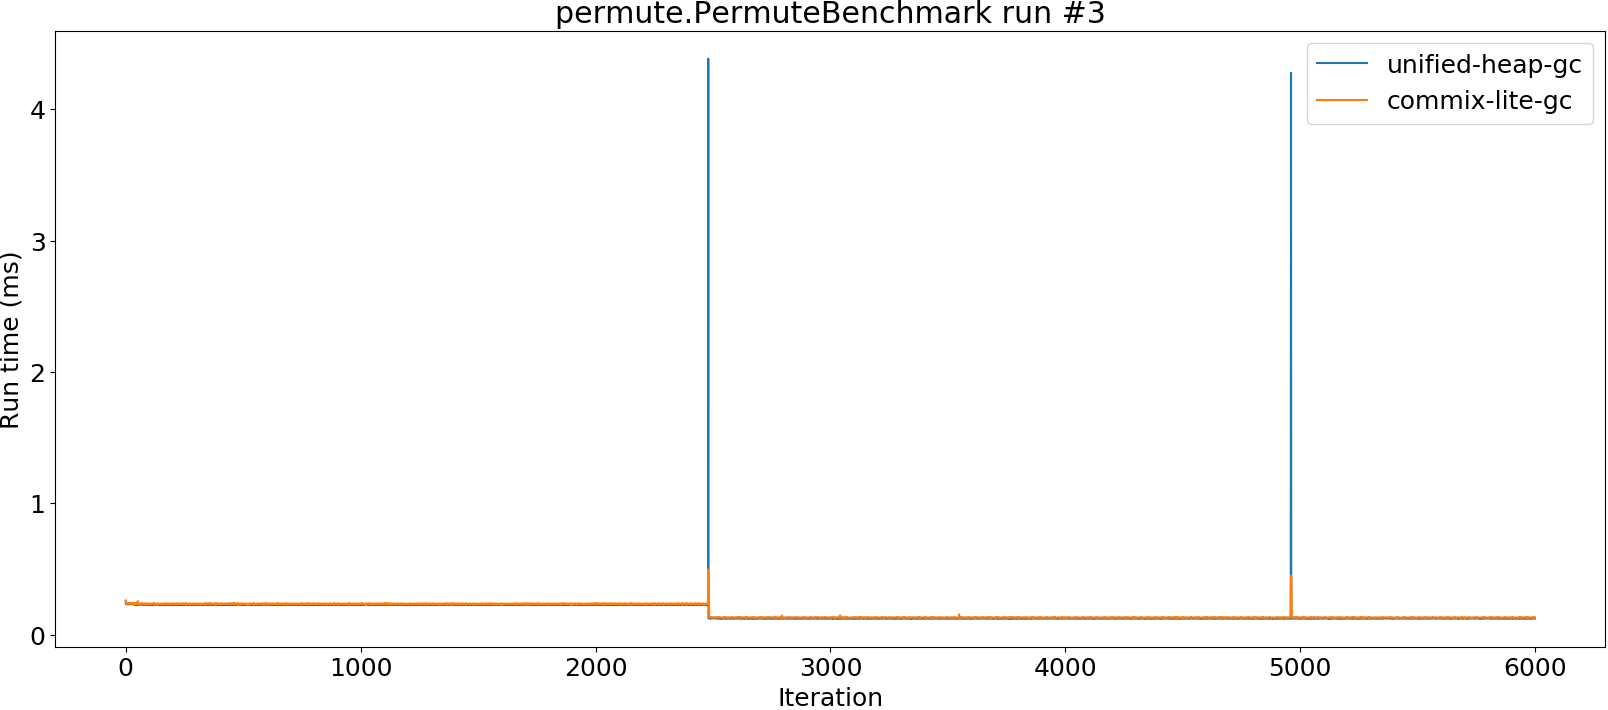 permute.PermuteBenchmark run #3
unified-heap-gc
commix-lite-gc
4
3
2
1
0
Run time (ms)
0 1000 2000 3000 4000 5000 6000
Iteration